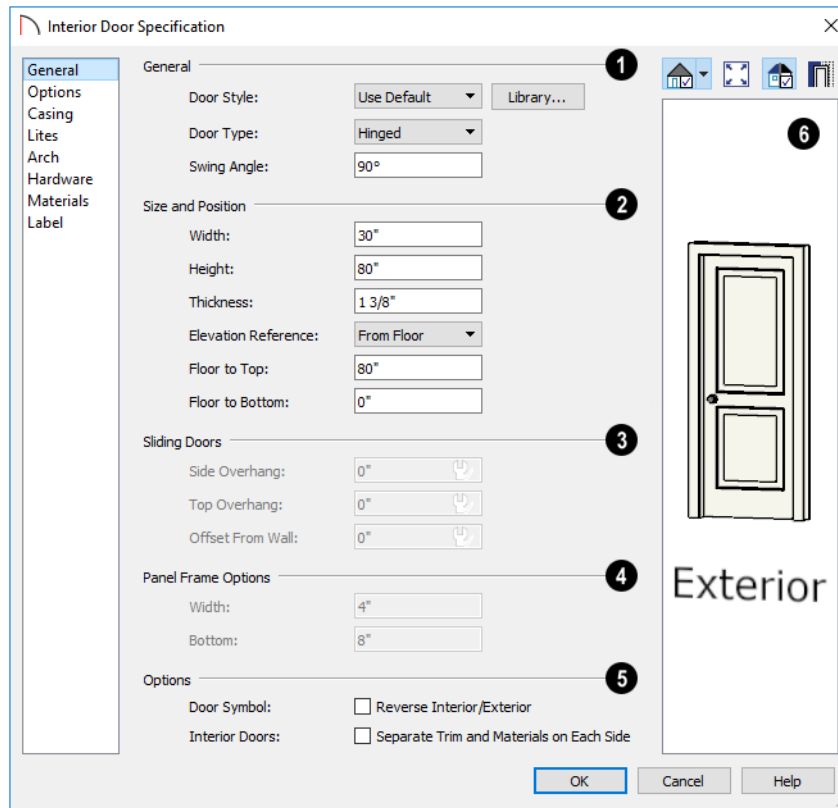 Interior Door Specification
General
Options
Casing
Lites
Arch
Hardware
Materials
Label
General 1
Door Style: Use Default Library...
Door Type: Hinged
Swing Angle: 90°
Size and Position 2
Width: 30"
Height: 80"
Thickness: 1 3/8"
Elevation Reference: From Floor
Floor to Top: 80"
Floor to Bottom: 0"
Sliding Doors 3
Side Overhang: 0"
Top Overhang: 0"
Offset From Wall: 0"
Panel Frame Options 4
Width: 4"
Bottom: 8"
Options 5
Door Symbol: Reverse Interior/Exterior
Interior Doors: Separate Trim and Materials on Each Side
6
Exterior
OK Cancel Help